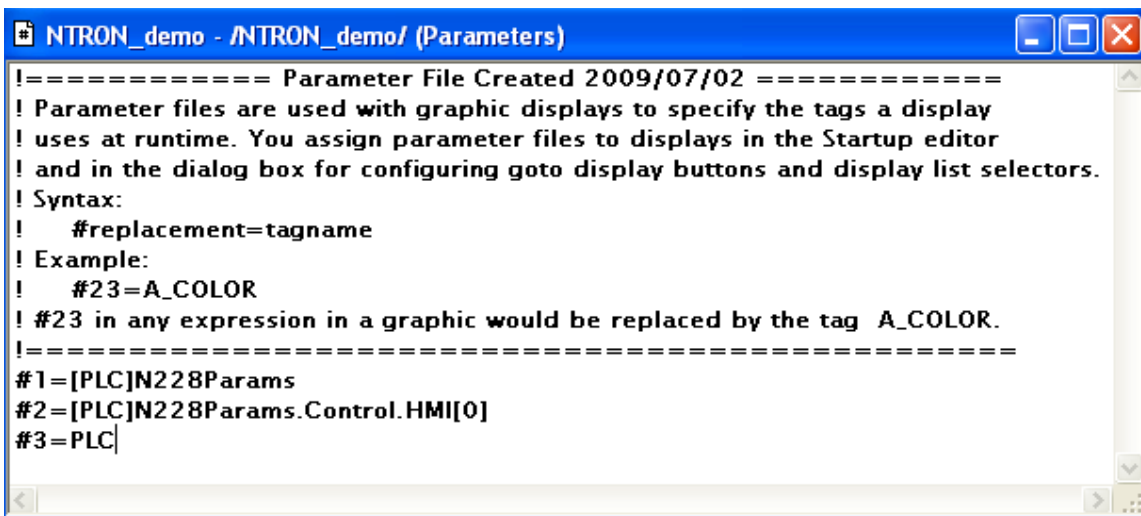 NTRON_demo - /NTRON_demo/ (Parameters)
!============ Parameter File Created 2009/07/02 ============
! Parameter files are used with graphic displays to specify the tags a display
! uses at runtime. You assign parameter files to displays in the Startup editor
! and in the dialog box for configuring goto display buttons and display list selectors.
! Syntax:
!    #replacement=tagname
! Example:
!    #23=A_COLOR
! #23 in any expression in a graphic would be replaced by the tag  A_COLOR.
!================================================
#1=[PLC]N228Params
#2=[PLC]N228Params.Control.HMI[0]
#3=PLC